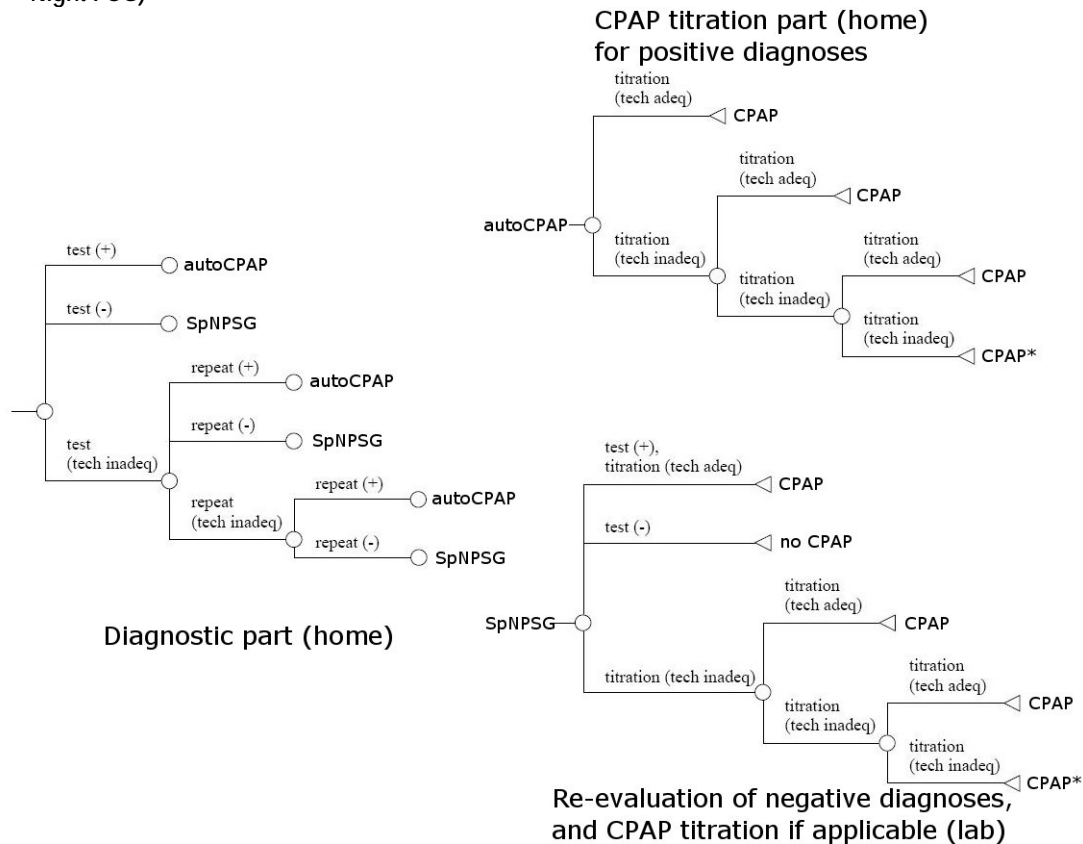 Night PSG)
CPAP titration part (home)
for positive diagnoses
titration
(tech adeq)
CPAP
titration
(tech adeq)
CPAP
autoCPAP
titration
(tech inadeq)
titration
(tech adeq)
CPAP
titration
(tech inadeq)
titration
(tech inadeq)
CPAP*
test (+)
autoCPAP
test (-)
SpNPSG
repeat (+)
autoCPAP
repeat (-)
SpNPSG
test
(tech inadeq)
repeat (+)
autoCPAP
repeat
(tech inadeq)
repeat (-)
SpNPSG
Diagnostic part (home)
test (+),
titration (tech adeq)
CPAP
test (-)
no CPAP
titration
(tech adeq)
CPAP
SpNPSG
titration (tech inadeq)
titration
(tech adeq)
CPAP
titration
(tech inadeq)
titration
(tech inadeq)
CPAP*
Re-evaluation of negative diagnoses,
and CPAP titration if applicable (lab)